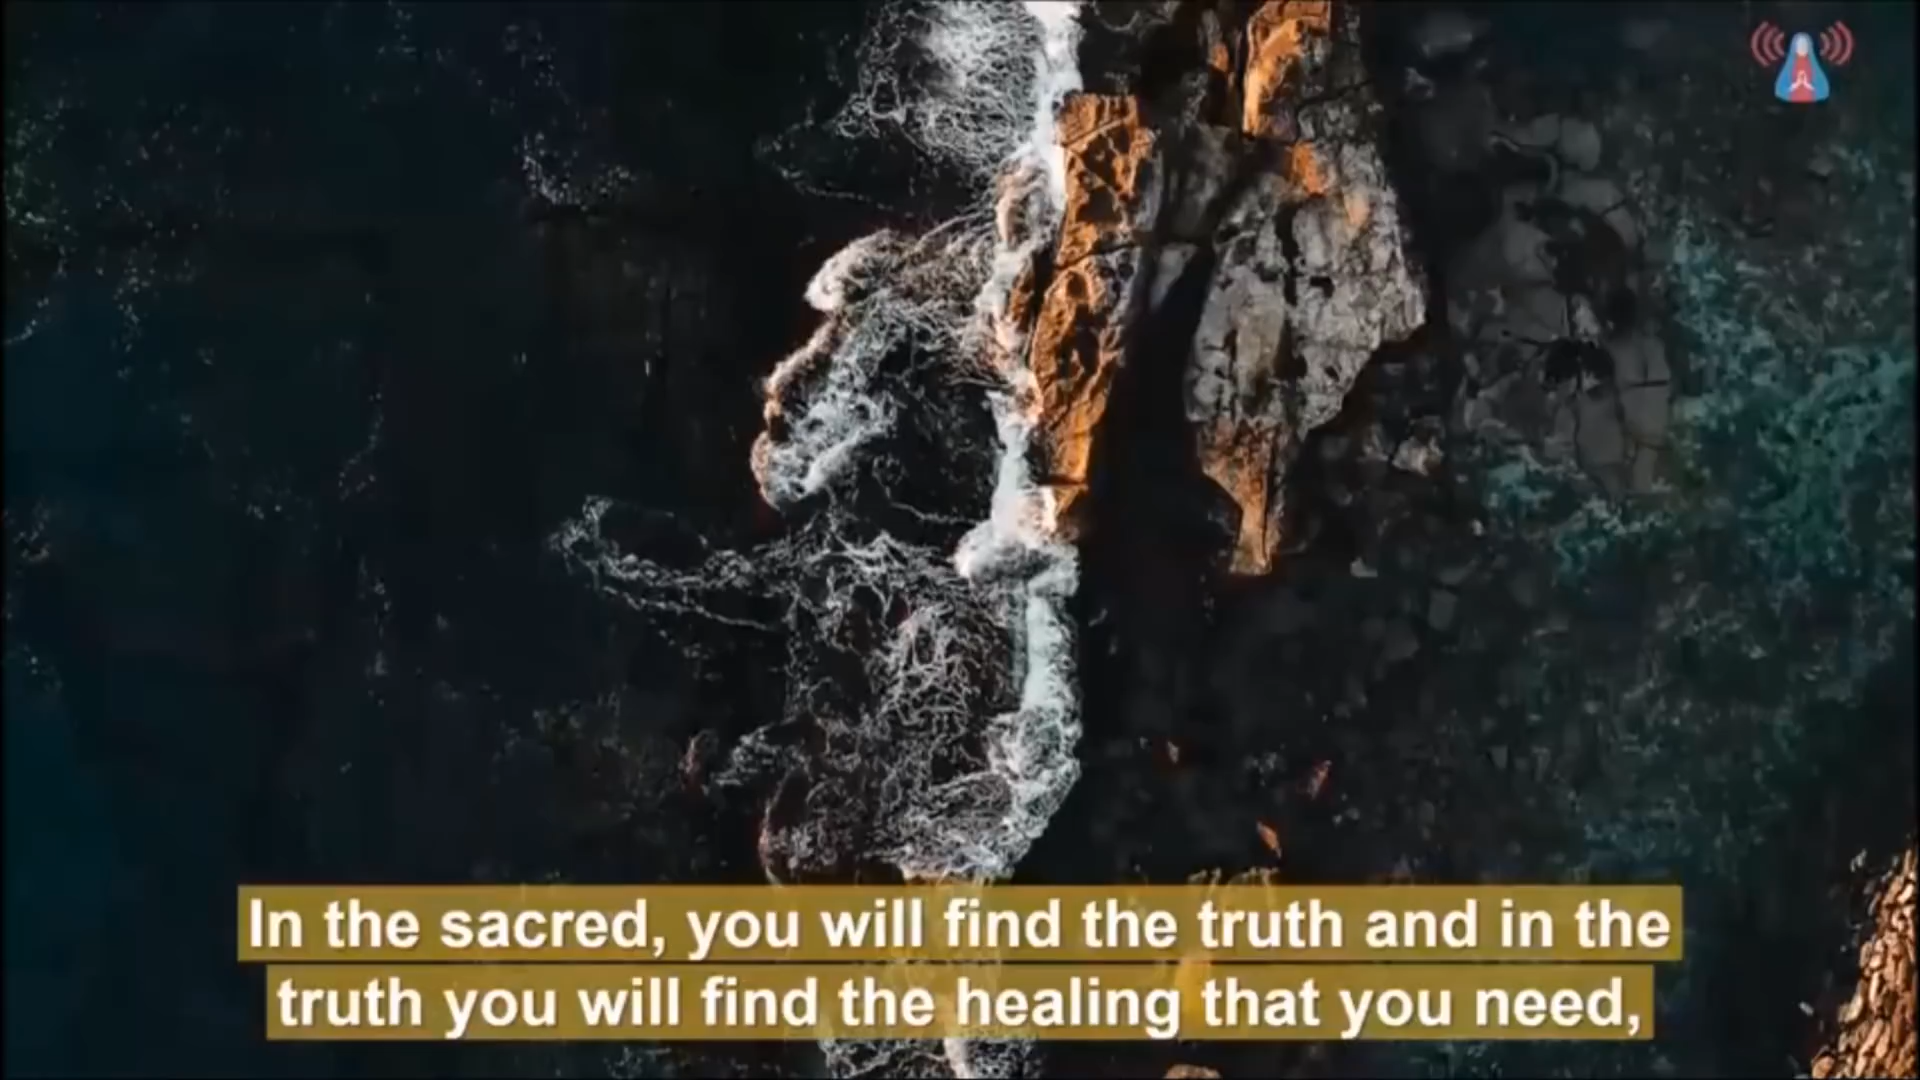 In the sacred, you will find the truth and in the
truth you will find the healing that you need,